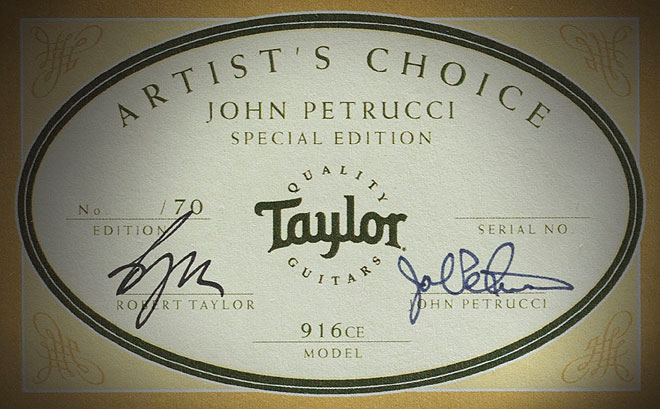 ARTIST'S CHOICE
JOHN PETRUCCI
SPECIAL EDITION
QUALITY
Taylor
GUITARS
No /70
EDITION
SERIAL NO.
ROBERT TAYLOR
JOHN PETRUCCI
916CE
MODEL